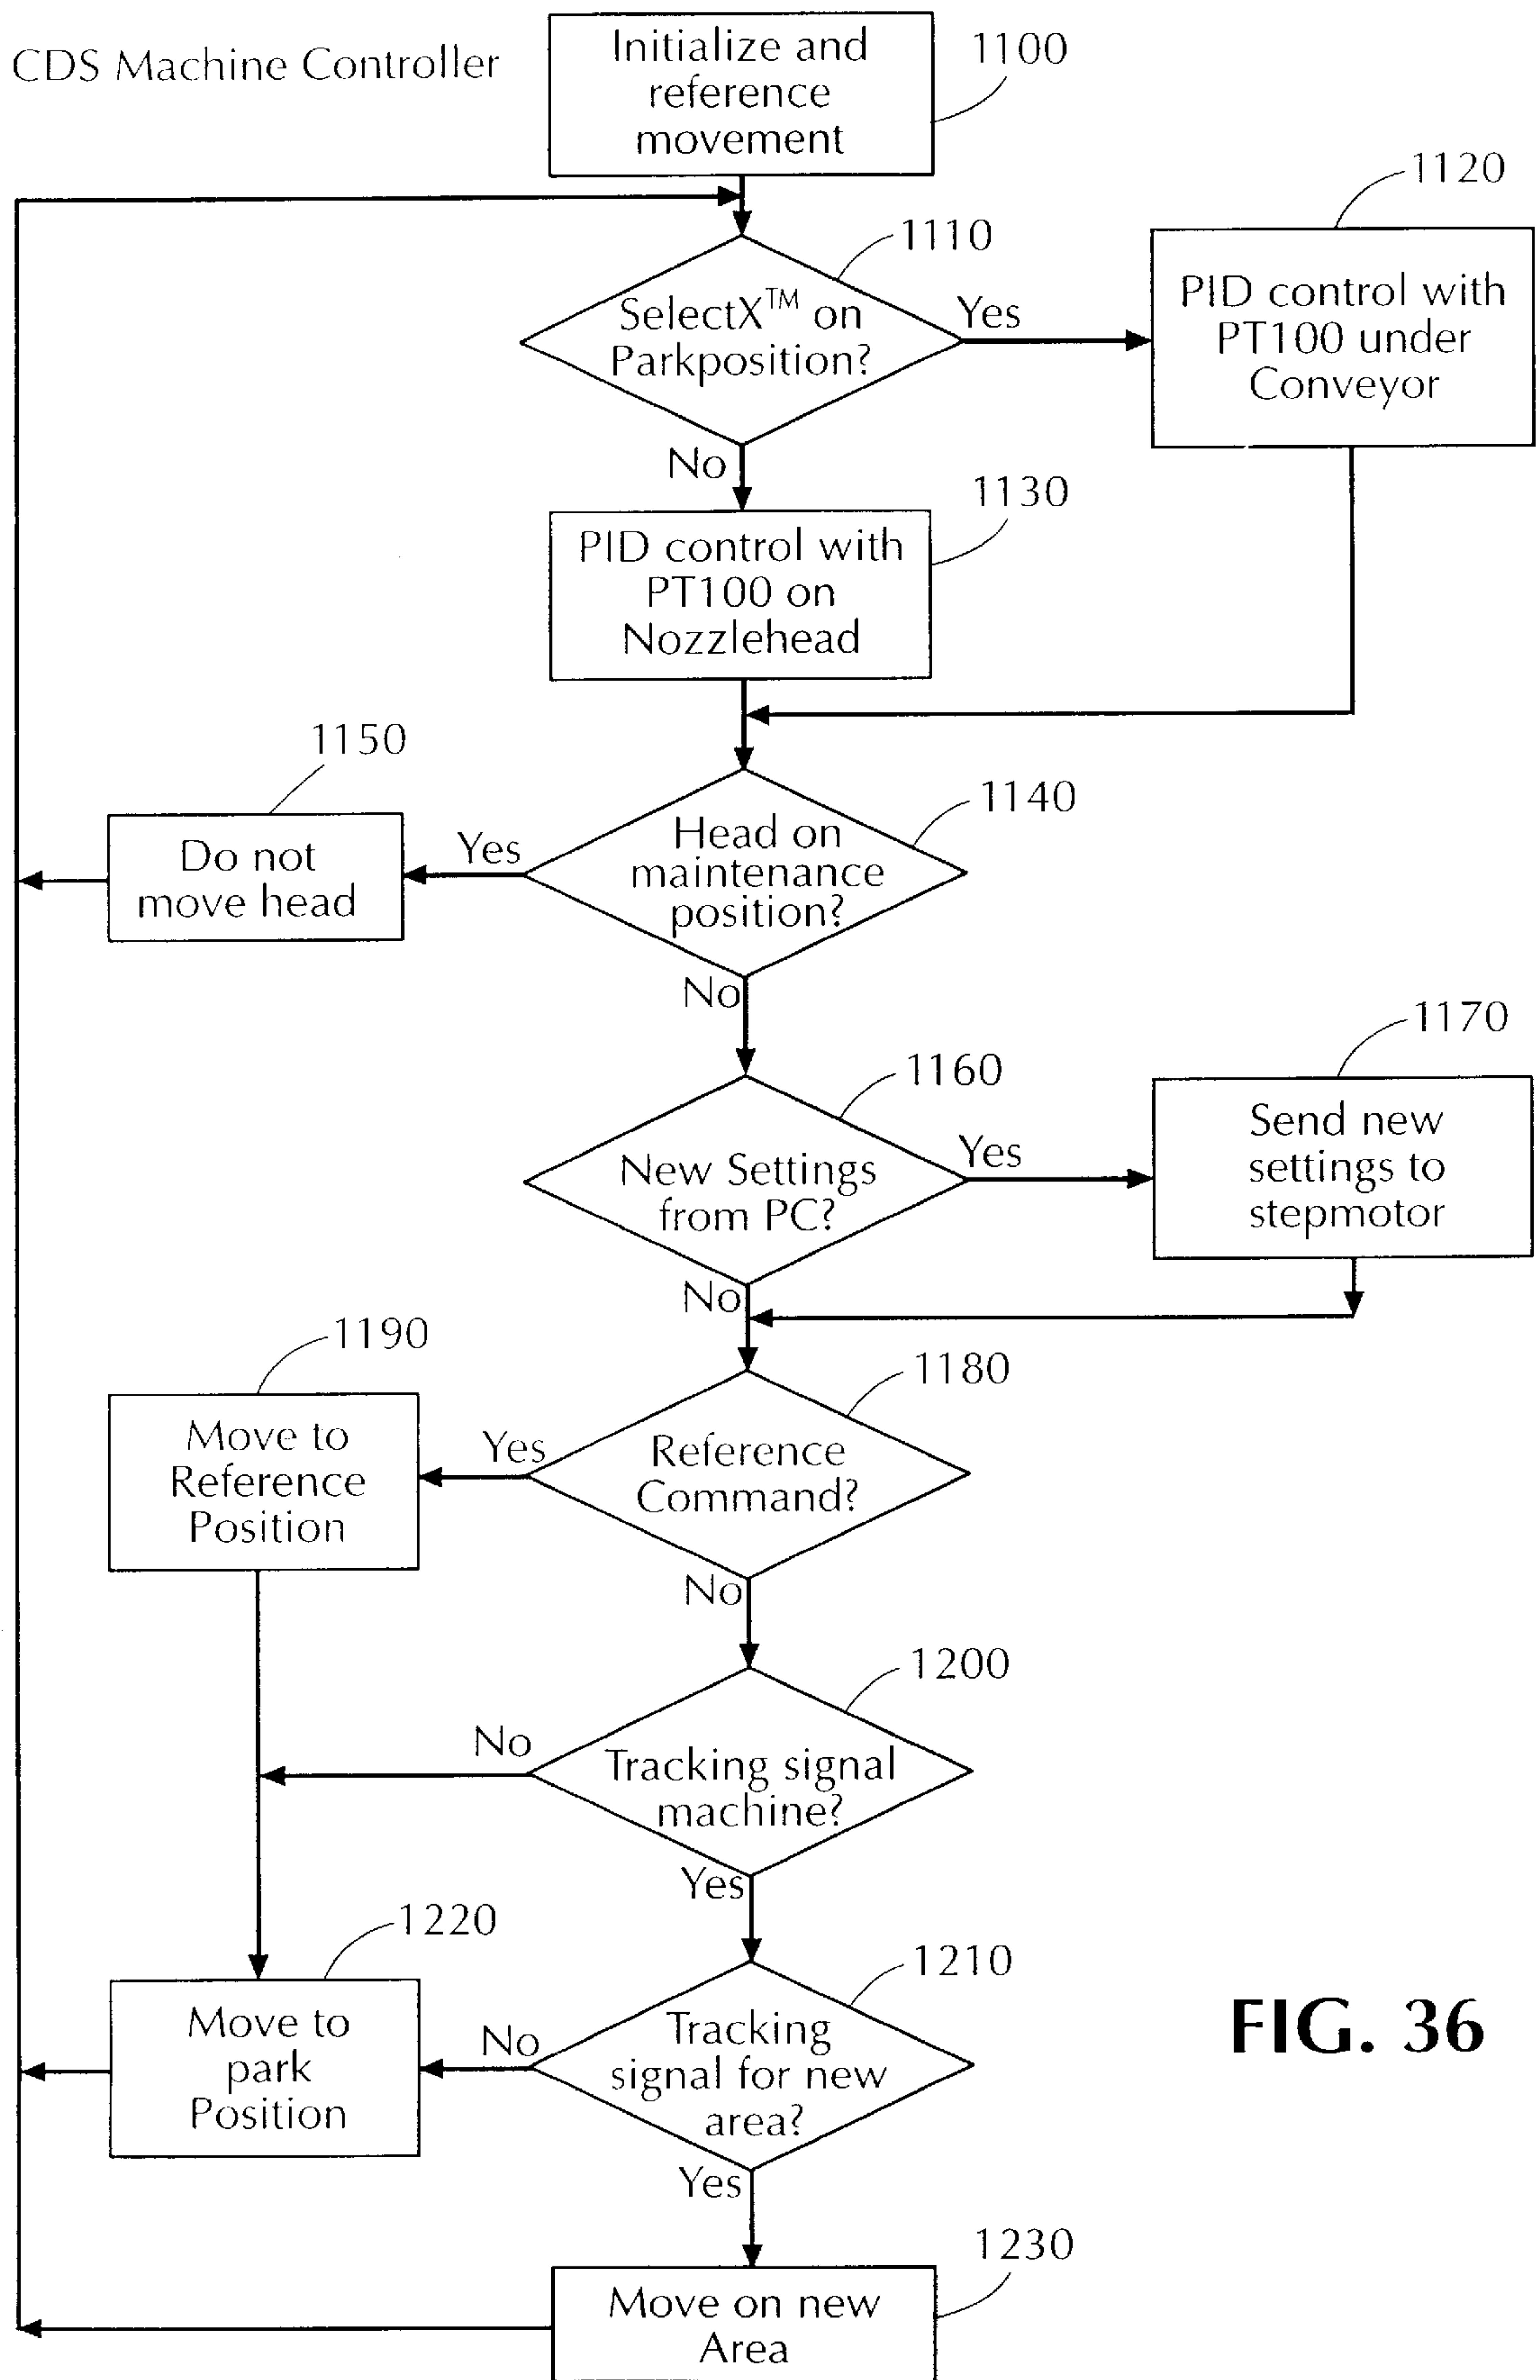 CDS Machine Controller
Initialize and
reference
movement
1100
1120
1110
SelectX™ on
Parkposition?
Yes
PID control with
PT100 under
Conveyor
No
1130
PID control with
PT100 on
Nozzlehead
1150
1140
Do not
move head
Yes
Head on
maintenance
position?
No
1170
1160
New Settings
from PC?
Yes
Send new
settings to
stepmotor
No
1190
1180
Move to
Reference
Position
Yes
Reference
Command?
No
1200
No
Tracking signal
machine?
Yes
1220
1210
Move to
park
Position
No
Tracking
signal for new
area?
FIG. 36
Yes
1230
Move on new
Area